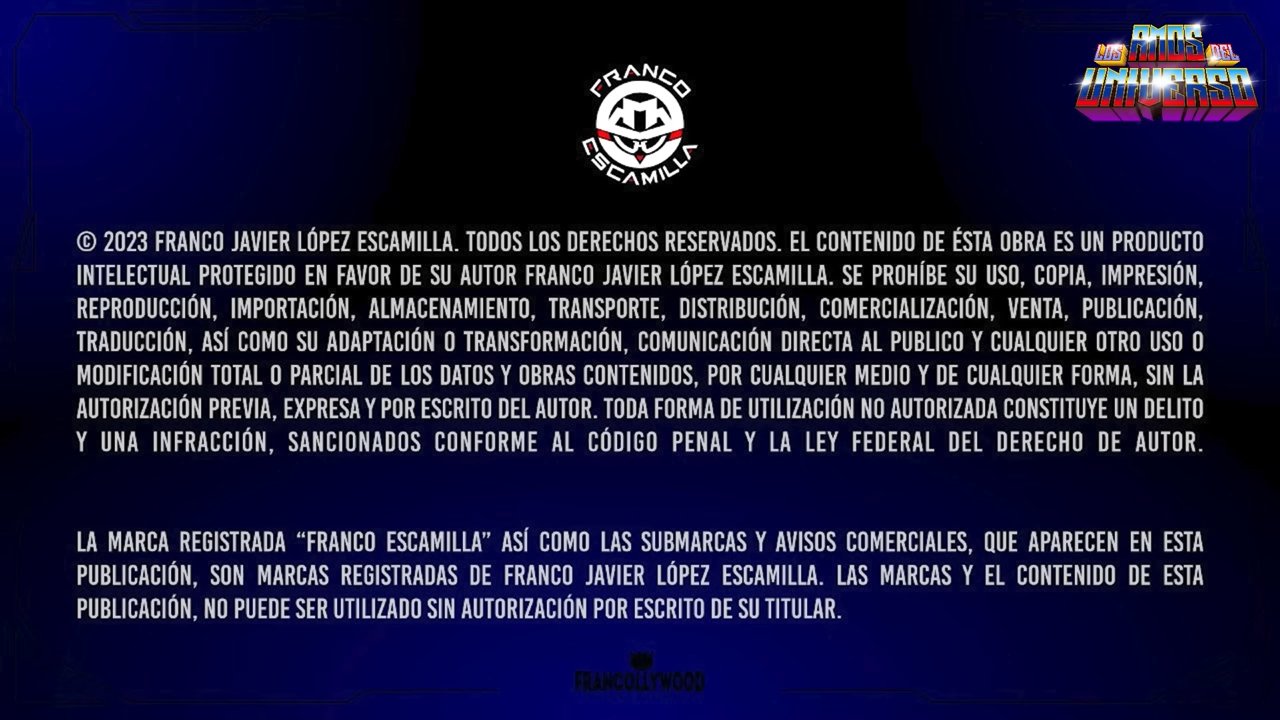 LOS AMOS DEL
UNIVERSO
FRANCO
ESCAMILLA
© 2023 FRANCO JAVIER LÓPEZ ESCAMILLA. TODOS LOS DERECHOS RESERVADOS. EL CONTENIDO DE ÉSTA OBRA ES UN PRODUCTO
INTELECTUAL PROTEGIDO EN FAVOR DE SU AUTOR FRANCO JAVIER LÓPEZ ESCAMILLA. SE PROHÍBE SU USO, COPIA, IMPRESIÓN,
REPRODUCCIÓN, IMPORTACIÓN, ALMACENAMIENTO, TRANSPORTE, DISTRIBUCIÓN, COMERCIALIZACIÓN, VENTA, PUBLICACIÓN,
TRADUCCIÓN, ASÍ COMO SU ADAPTACIÓN O TRANSFORMACIÓN, COMUNICACIÓN DIRECTA AL PUBLICO Y CUALQUIER OTRO USO O
MODIFICACIÓN TOTAL O PARCIAL DE LOS DATOS Y OBRAS CONTENIDOS, POR CUALQUIER MEDIO Y DE CUALQUIER FORMA, SIN LA
AUTORIZACIÓN PREVIA, EXPRESA Y POR ESCRITO DEL AUTOR. TODA FORMA DE UTILIZACIÓN NO AUTORIZADA CONSTITUYE UN DELITO
Y UNA INFRACCIÓN, SANCIONADOS CONFORME AL CÓDIGO PENAL Y LA LEY FEDERAL DEL DERECHO DE AUTOR.
LA MARCA REGISTRADA “FRANCO ESCAMILLA” ASÍ COMO LAS SUBMARCAS Y AVISOS COMERCIALES, QUE APARECEN EN ESTA
PUBLICACIÓN, SON MARCAS REGISTRADAS DE FRANCO JAVIER LÓPEZ ESCAMILLA. LAS MARCAS Y EL CONTENIDO DE ESTA
PUBLICACIÓN, NO PUEDE SER UTILIZADO SIN AUTORIZACIÓN POR ESCRITO DE SU TITULAR.
FRANCOLLYWOOD